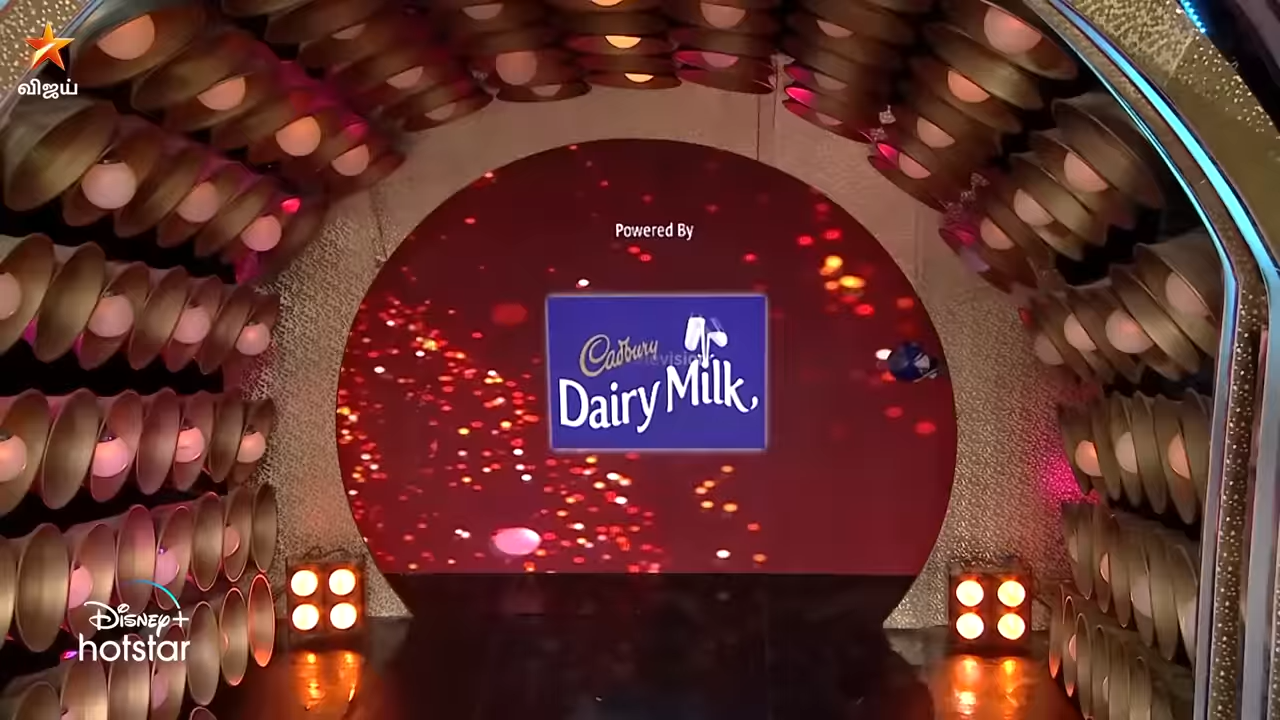 விஜய்
Powered By
Cadbury
Dairy Milk
Disney+
hotstar